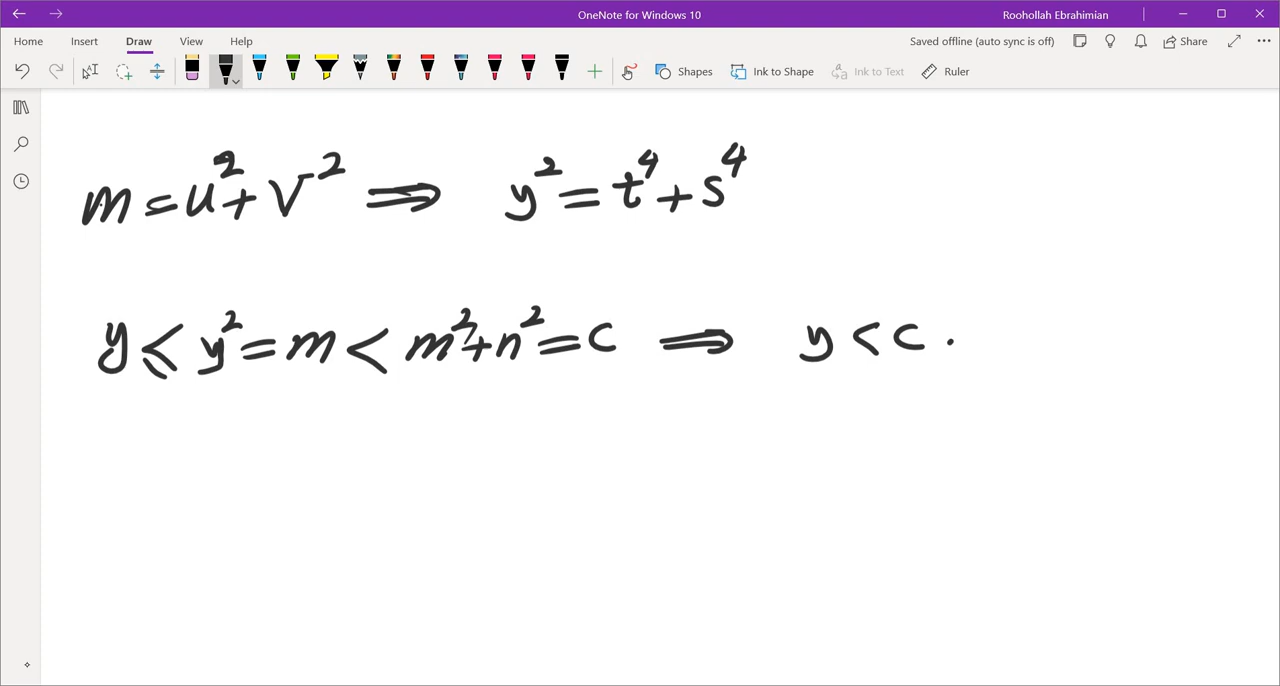 OneNote for Windows 10
Roohollah Ebrahimian
Home Insert Draw View Help
Saved offline (auto sync is off) Share
Shapes Ink to Shape Ink to Text Ruler
m = u² + v² ⟹ y² = t⁴ + s⁴
y ⩽ y² = m < m² + n² = c ⟹ y < c .